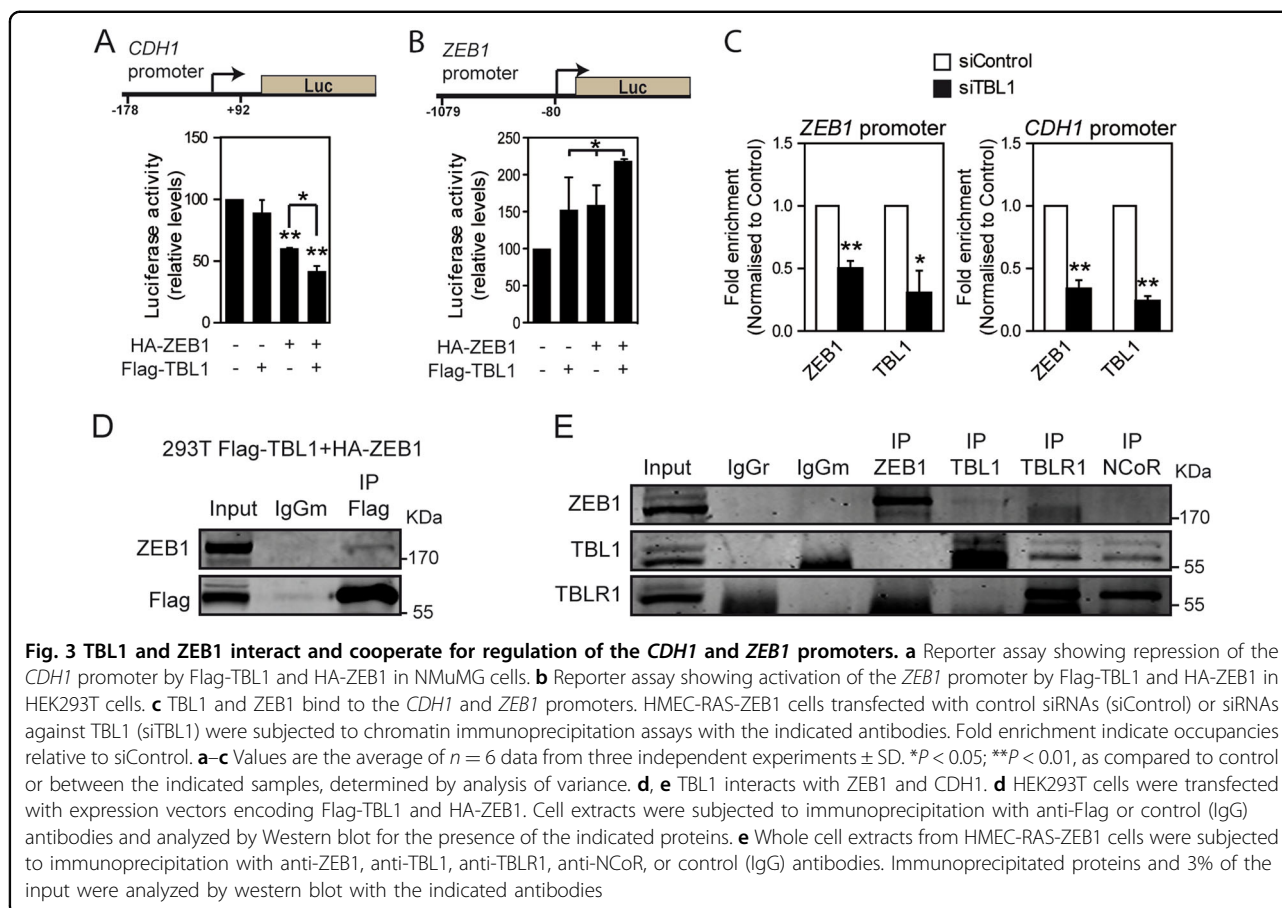 A
CDH1
promoter
Luc
-178
+92
Luciferase activity
(relative levels)
150
100
50
0
*
**
**
HA-ZEB1 - - + +
Flag-TBL1 - + - +
B
ZEB1
promoter
Luc
-1079
-80
Luciferase activity
(relative levels)
250
200
150
100
50
0
*
HA-ZEB1 - - + +
Flag-TBL1 - + - +
C
siControl
siTBL1
ZEB1 promoter
Fold enrichment
(Normalised to Control)
1.5
1.0
0.5
0.0
**
*
ZEB1
TBL1
CDH1 promoter
Fold enrichment
(Normalised to Control)
1.5
1.0
0.5
0.0
**
**
ZEB1
TBL1
D
293T Flag-TBL1+HA-ZEB1
IP
Input IgGm Flag
KDa
ZEB1
170
Flag
55
E
IP IP IP IP
Input IgGr IgGm ZEB1 TBL1 TBLR1 NCoR KDa
ZEB1
170
TBL1
55
TBLR1
55
Fig. 3 TBL1 and ZEB1 interact and cooperate for regulation of the CDH1 and ZEB1 promoters. a Reporter assay showing repression of the
CDH1 promoter by Flag-TBL1 and HA-ZEB1 in NMuMG cells. b Reporter assay showing activation of the ZEB1 promoter by Flag-TBL1 and HA-ZEB1 in
HEK293T cells. c TBL1 and ZEB1 bind to the CDH1 and ZEB1 promoters. HMEC-RAS-ZEB1 cells transfected with control siRNAs (siControl) or siRNAs
against TBL1 (siTBL1) were subjected to chromatin immunoprecipitation assays with the indicated antibodies. Fold enrichment indicate occupancies
relative to siControl. a–c Values are the average of n = 6 data from three independent experiments ± SD. *P < 0.05; **P < 0.01, as compared to control
or between the indicated samples, determined by analysis of variance. d, e TBL1 interacts with ZEB1 and CDH1. d HEK293T cells were transfected
with expression vectors encoding Flag-TBL1 and HA-ZEB1. Cell extracts were subjected to immunoprecipitation with anti-Flag or control (IgG)
antibodies and analyzed by Western blot for the presence of the indicated proteins. e Whole cell extracts from HMEC-RAS-ZEB1 cells were subjected
to immunoprecipitation with anti-ZEB1, anti-TBL1, anti-TBLR1, anti-NCoR, or control (IgG) antibodies. Immunoprecipitated proteins and 3% of the
input were analyzed by western blot with the indicated antibodies